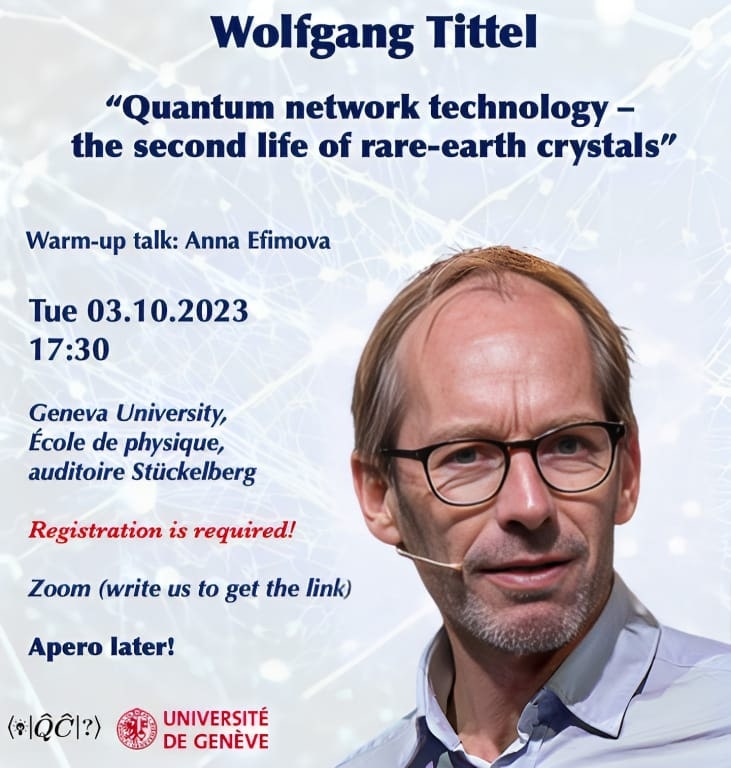 Wolfgang Tittel
“Quantum network technology –
the second life of rare-earth crystals”
Warm-up talk: Anna Efimova
Tue 03.10.2023
17:30
Geneva University,
École de physique,
auditoire Stückelberg
Registration is required!
Zoom (write us to get the link)
Apero later!
⟨|Q̂Ĉ|?⟩
UNIVERSITÉ
DE GENÈVE